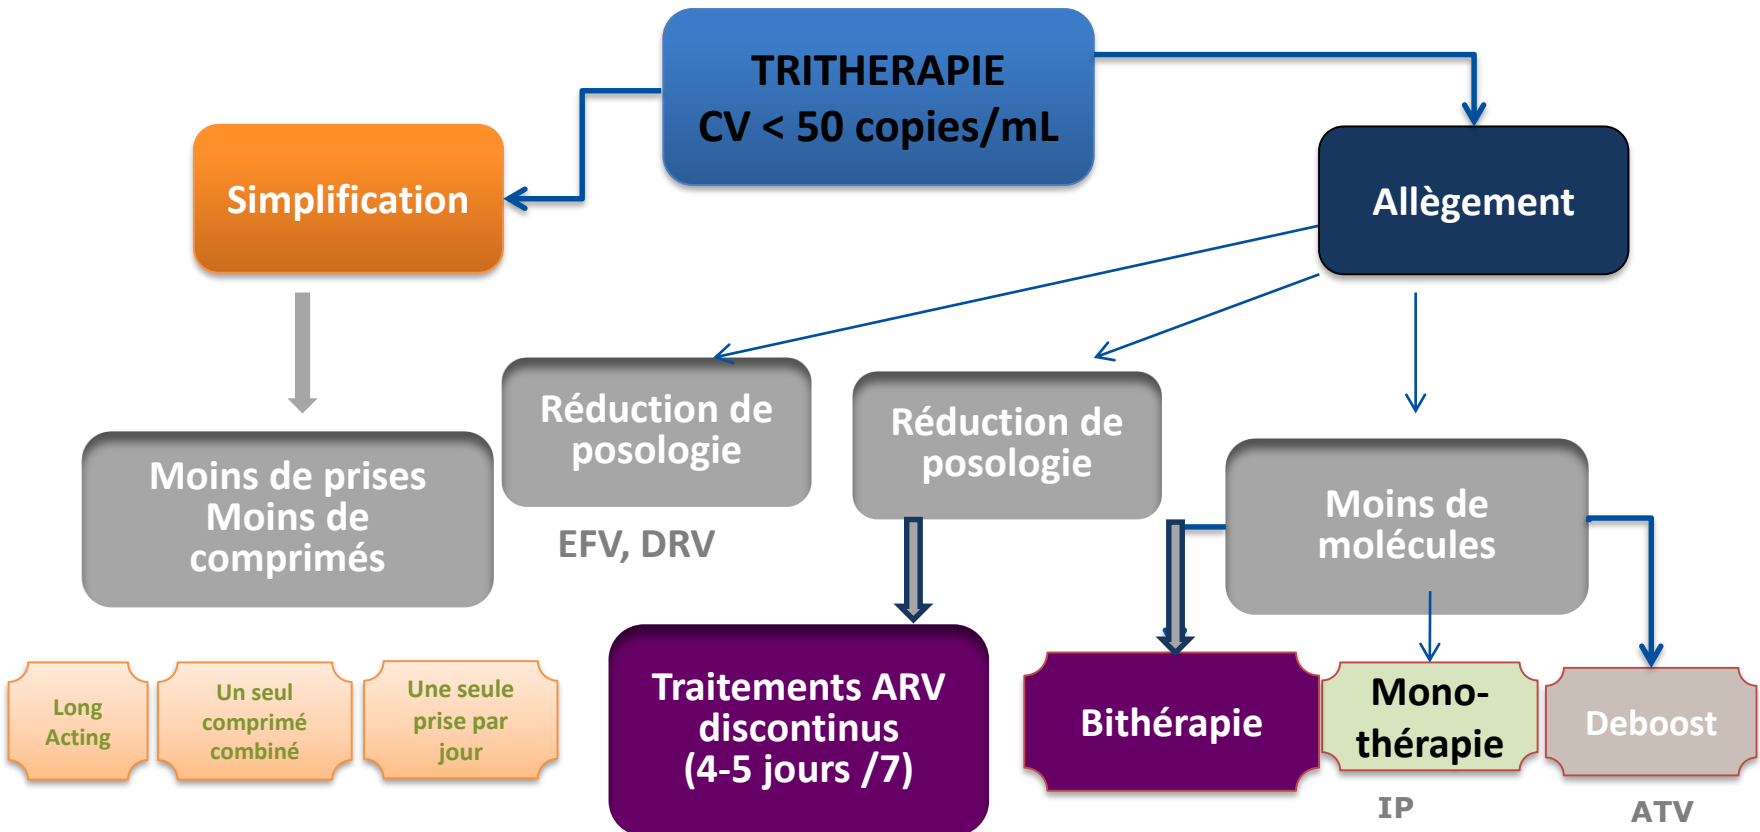 TRITHERAPIE
CV < 50 copies/mL
Simplification
Allègement
Réduction de
posologie
Réduction de
posologie
Moins de prises
Moins de
comprimés
Moins de
molécules
EFV, DRV
Long
Acting
Un seul
comprimé
combiné
Une seule
prise par
jour
Traitements ARV
discontinus
(4-5 jours /7)
Bithérapie
Mono-
thérapie
Deboost
IP
ATV